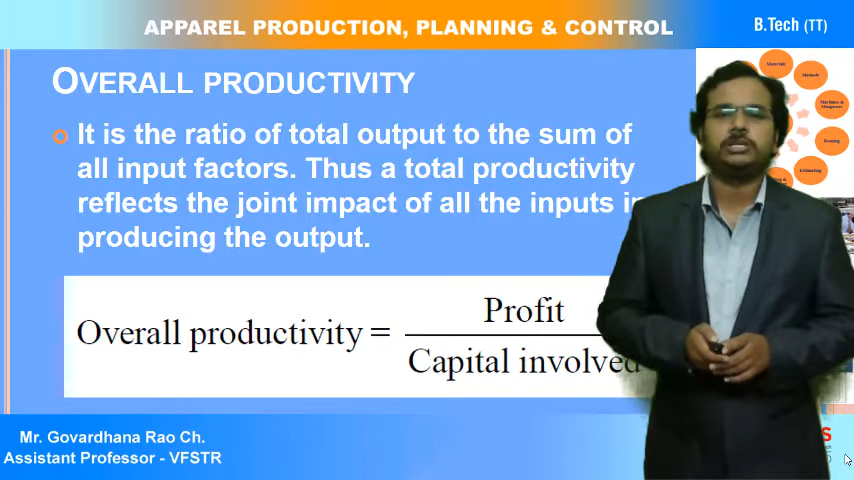 APPAREL PRODUCTION, PLANNING & CONTROL
B.Tech (TT)
OVERALL PRODUCTIVITY
It is the ratio of total output to the sum of
all input factors. Thus a total productivity
reflects the joint impact of all the inputs
producing the output.
Overall productivity = Profit
Capital involved
Materials
Methods
Machines & Manpower
Routing
Estimating
Mr. Govardhana Rao Ch.
Assistant Professor - VFSTR